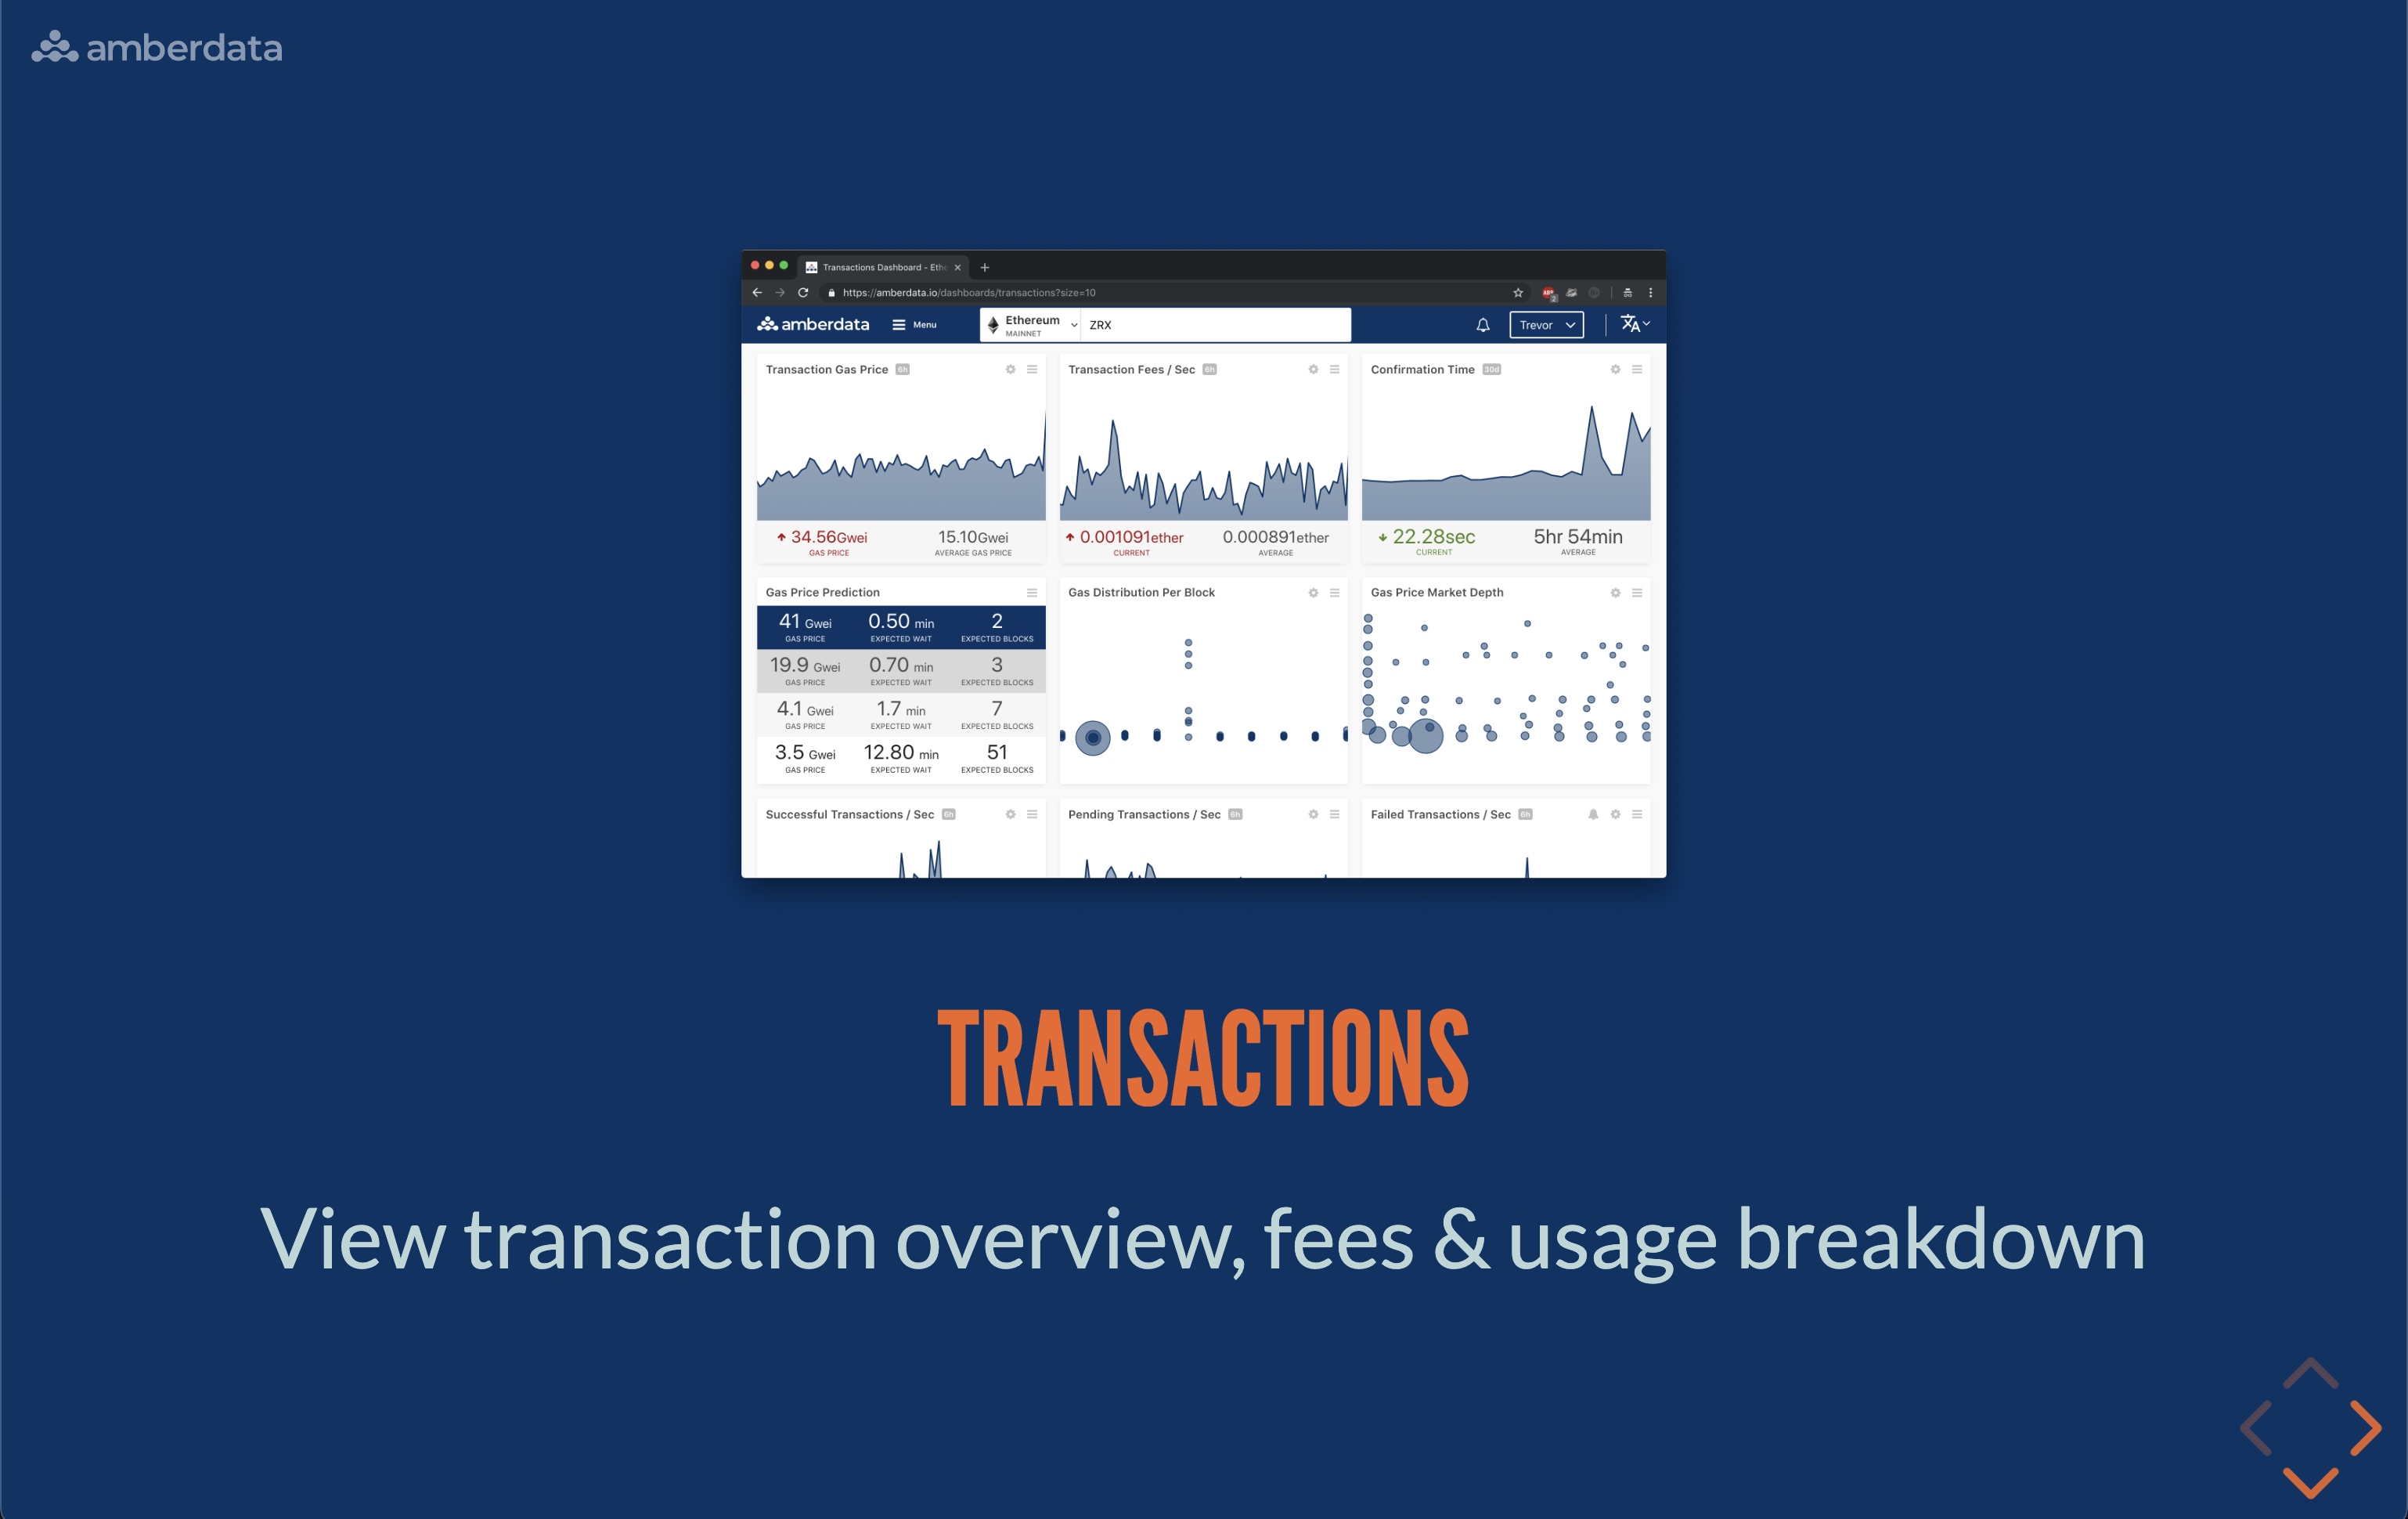 amberdata
Transactions Dashboard - Ethe
https://amberdata.io/dashboards/transactions?size=10
amberdata Menu Ethereum MAINNET ZRX Trevor
Transaction Gas Price 6h
34.56Gwei 15.10Gwei
GAS PRICE AVERAGE GAS PRICE
Transaction Fees / Sec 6h
0.001091ether 0.000891ether
CURRENT AVERAGE
Confirmation Time 30d
22.28sec 5hr 54min
CURRENT AVERAGE
Gas Price Prediction
41 Gwei 0.50 min 2
GAS PRICE EXPECTED WAIT EXPECTED BLOCKS
19.9 Gwei 0.70 min 3
GAS PRICE EXPECTED WAIT EXPECTED BLOCKS
4.1 Gwei 1.7 min 7
GAS PRICE EXPECTED WAIT EXPECTED BLOCKS
3.5 Gwei 12.80 min 51
GAS PRICE EXPECTED WAIT EXPECTED BLOCKS
Gas Distribution Per Block
Gas Price Market Depth
Successful Transactions / Sec 6h
Pending Transactions / Sec 6h
Failed Transactions / Sec 6h
TRANSACTIONS
View transaction overview, fees & usage breakdown